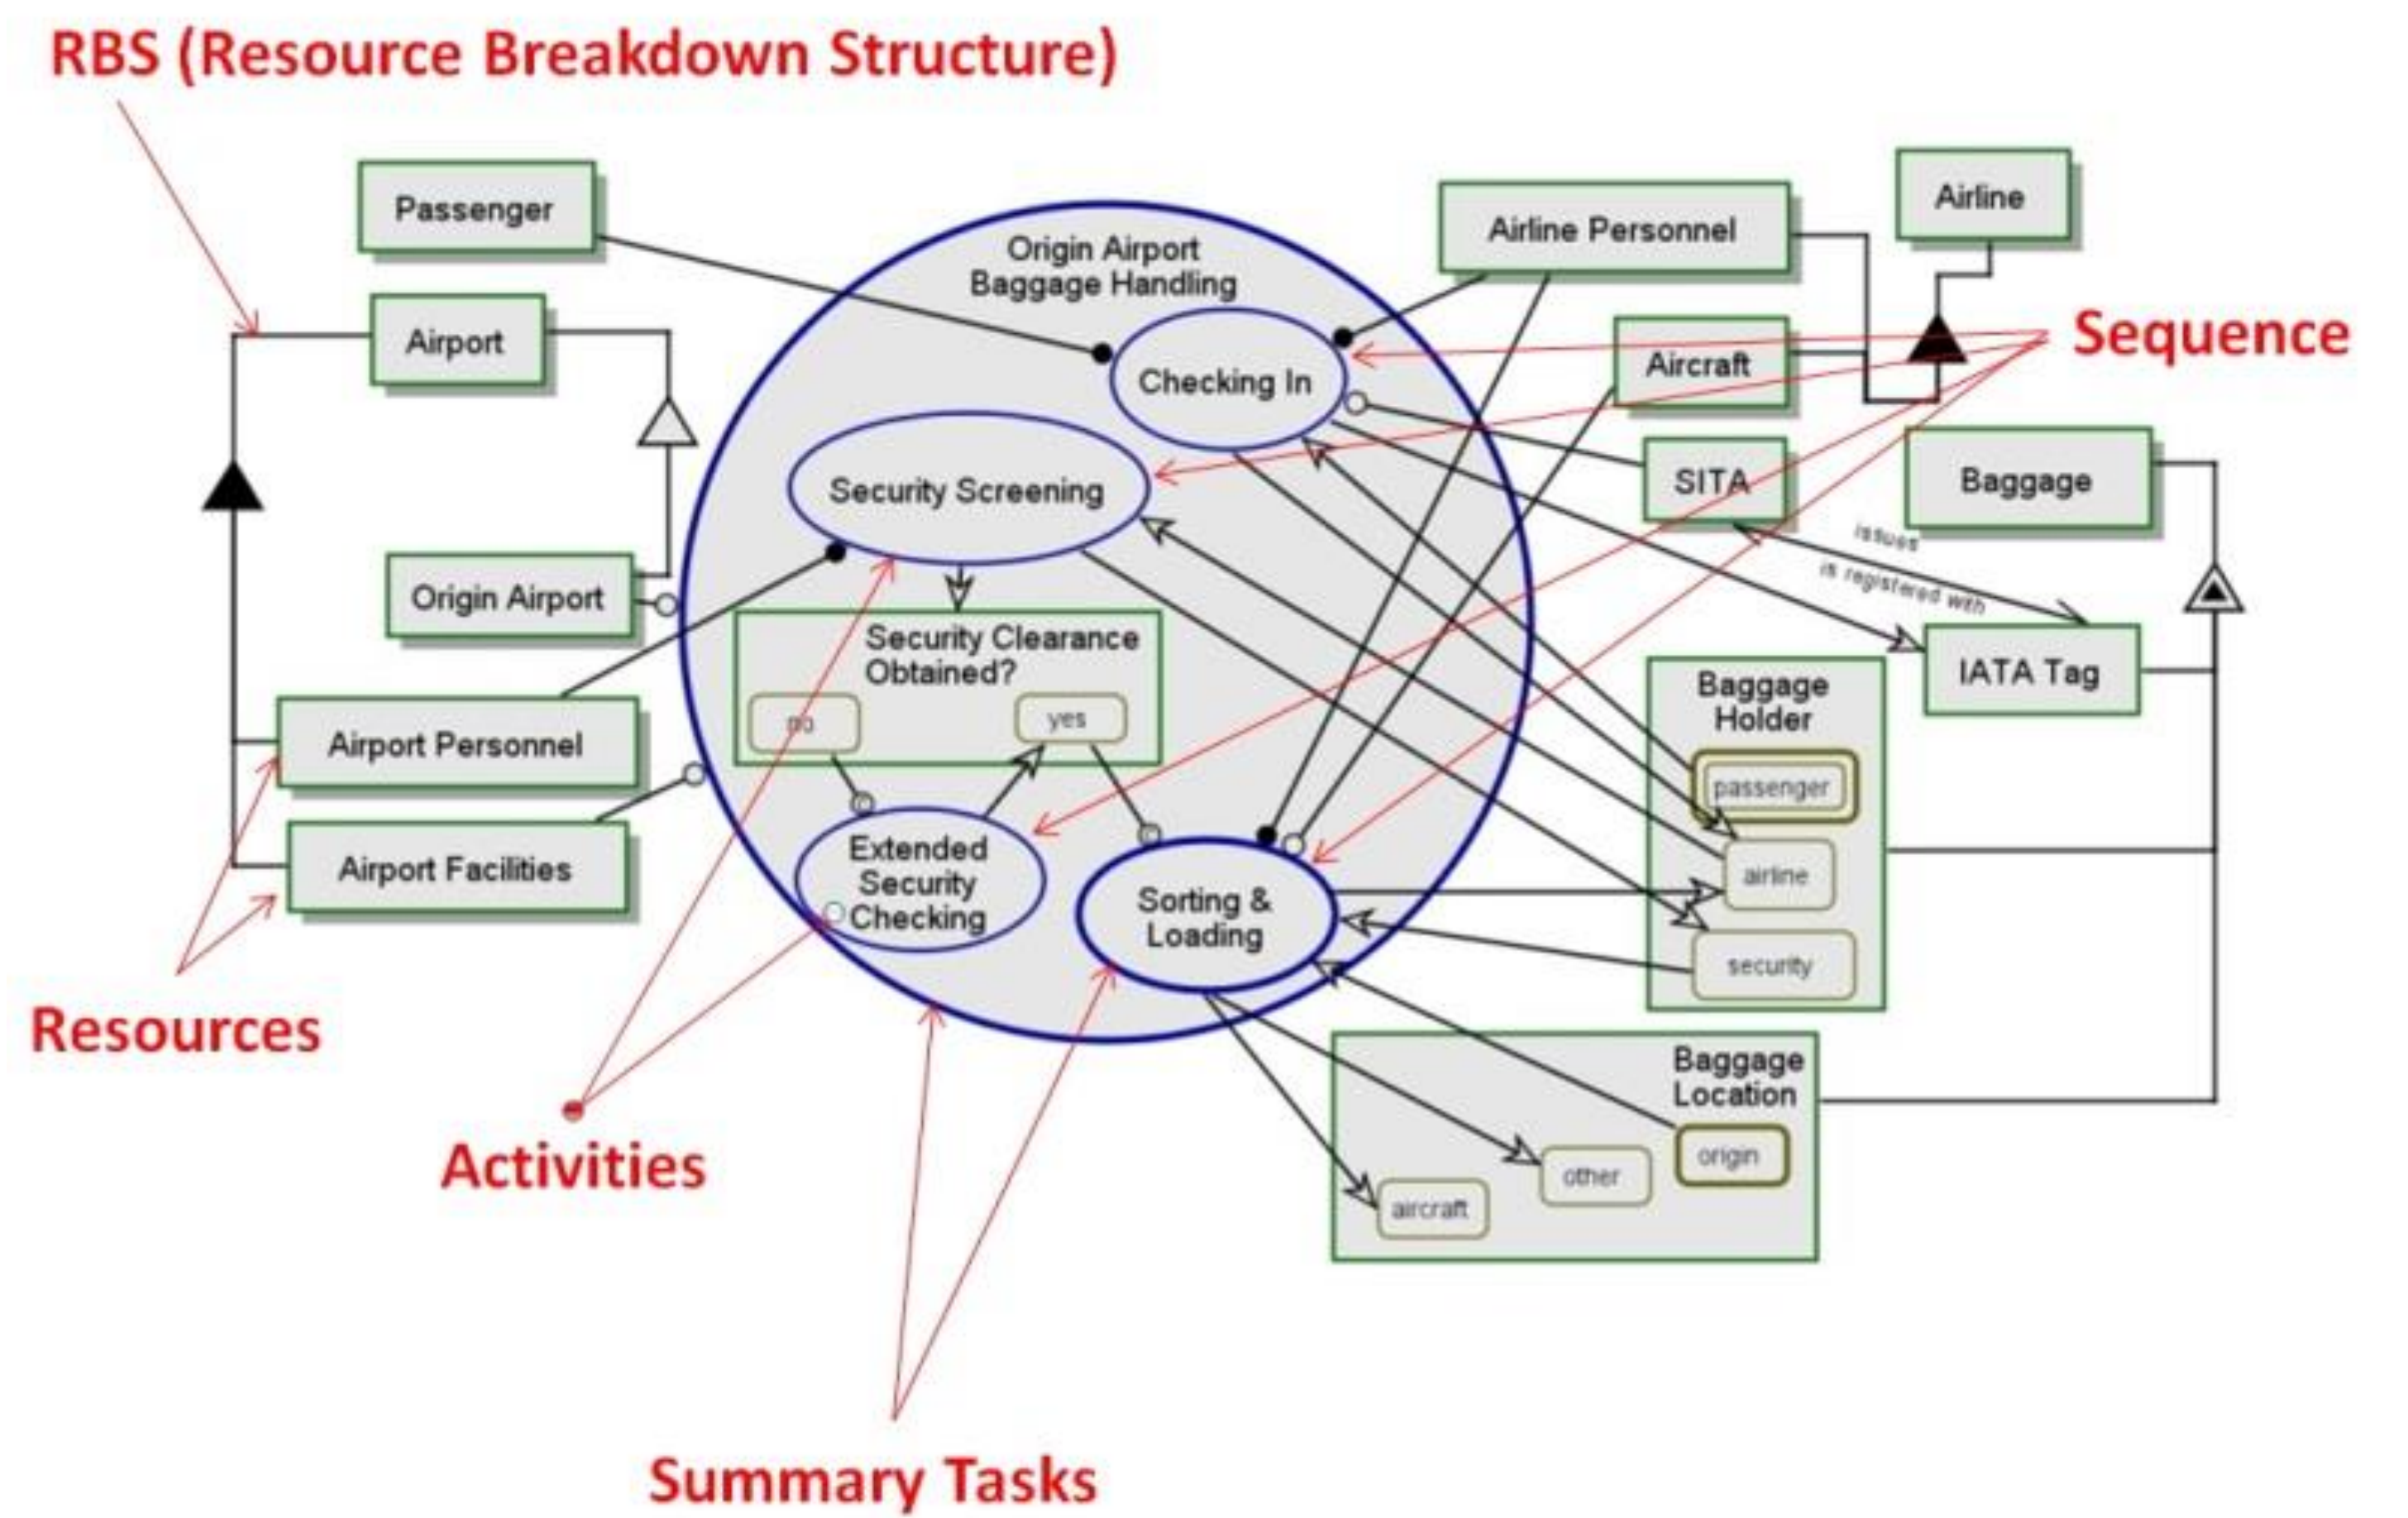 RBS (Resource Breakdown Structure)
Passenger
Airport
Origin Airport
Airport Personnel
Airport Facilities
Resources
Activities
Summary Tasks
Origin Airport
Baggage Handling
Checking In
Security Screening
Security Clearance
Obtained?
no
yes
Extended
Security
Checking
Sorting &
Loading
Airline Personnel
Airline
Aircraft
Sequence
SITA
Baggage
issues
is registered with
IATA Tag
Baggage
Holder
passenger
airline
security
Baggage
Location
origin
other
aircraft